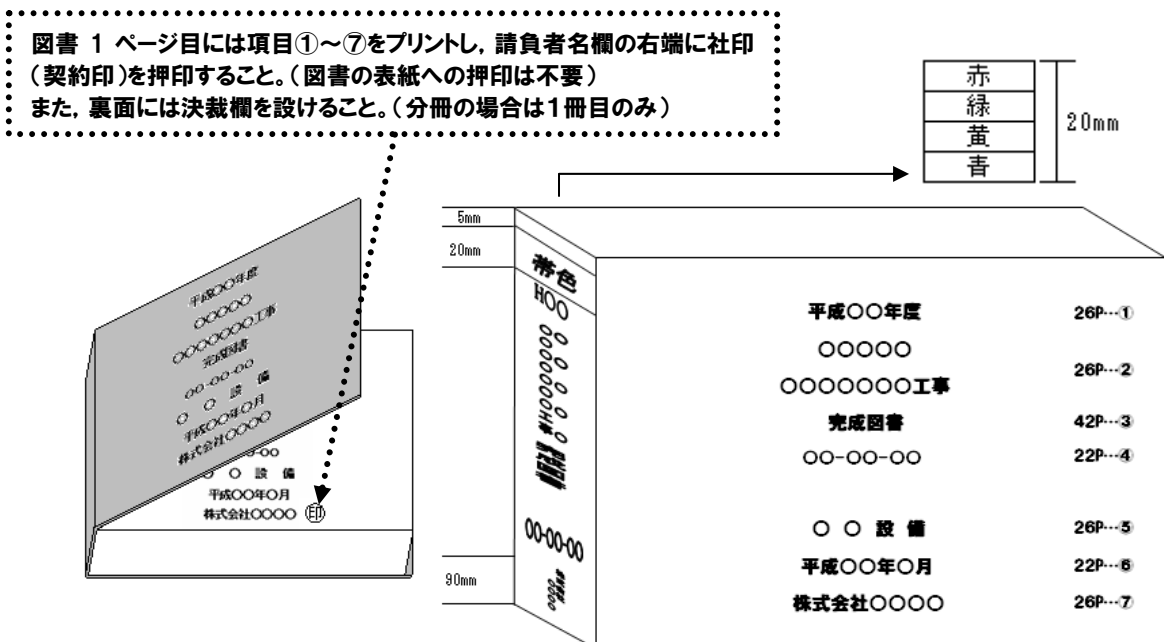 図書 1 ページ目には項目①~⑦をプリントし, 請負者名欄の右端に社印
(契約印)を押印すること。(図書の表紙への押印は不要)
また, 裏面には決裁欄を設けること。(分冊の場合は1冊目のみ)
赤
緑
黄
青
20mm
5mm
20mm
90mm
帯色
H○○
○○○○○
○○○○○○○工事
完成図書
○○-○○-○○
平成○○年度
○○○○○
○○○○○○○工事
完成図書
○○-○○-○○
○ ○ 設 備
平成○○年○月
株式会社○○○○
○-○○
○ ○ 設 備
平成○○年○月
株式会社○○○○ 印
平成○○年度 26P…①
○○○○○
26P…②
○○○○○○○工事
完成図書 42P…③
○○-○○-○○ 22P…④
○ ○ 設 備 26P…⑤
平成○○年○月 22P…⑥
株式会社○○○○ 26P…⑦